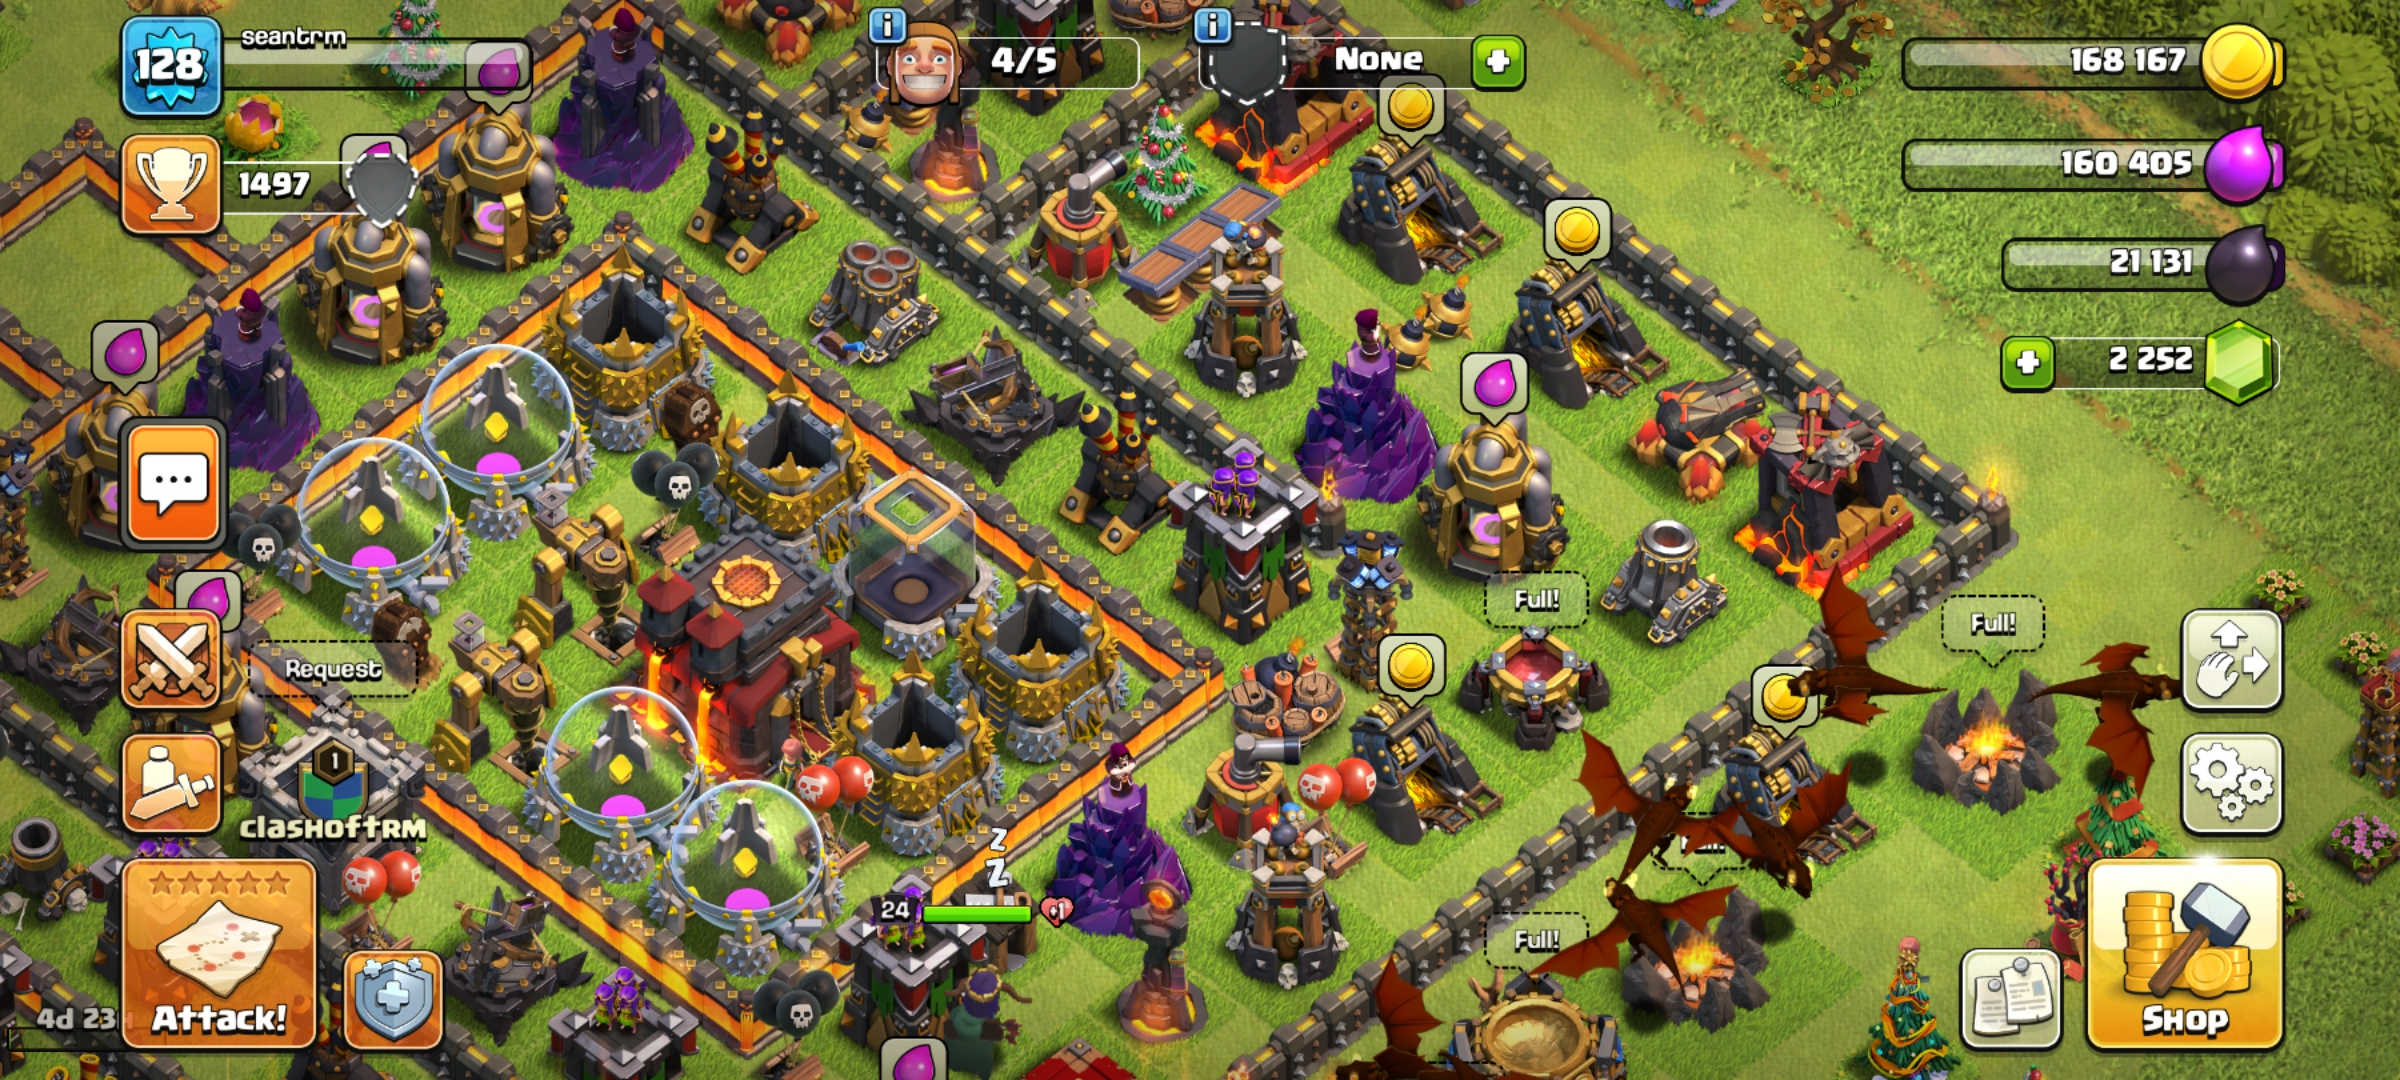 seantrm
128
4/5
None
168 167
1497
160 405
21 131
2 252
Full!
Full!
Request
1
clashofTRM
Z
Z
24
+1
Full!
4d 23
Attack!
Shop